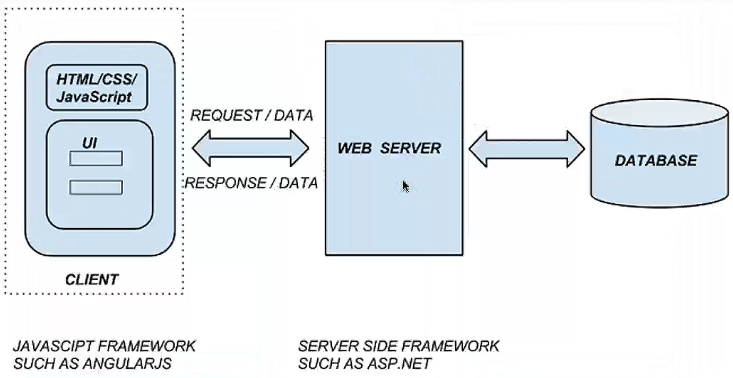 HTML/CSS/
JavaScript
UI
CLIENT
REQUEST / DATA
RESPONSE / DATA
WEB SERVER
DATABASE
JAVASCIPT FRAMEWORK
SUCH AS ANGULARJS
SERVER SIDE FRAMEWORK
SUCH AS ASP.NET